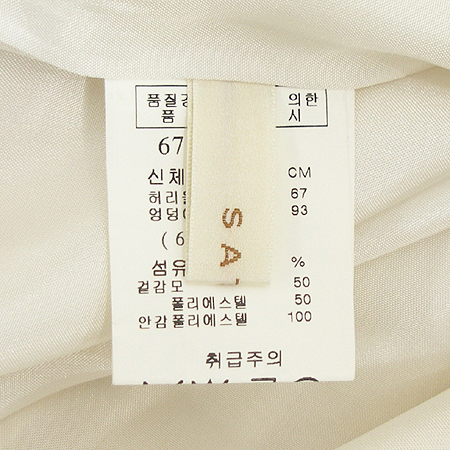 품질 의한
품 시
67
신체 CM
허리 67
엉덩이 93
(6
섬유 %
겉감모 50
폴리에스텔 50
안감폴리에스텔 100
취급주의
SA